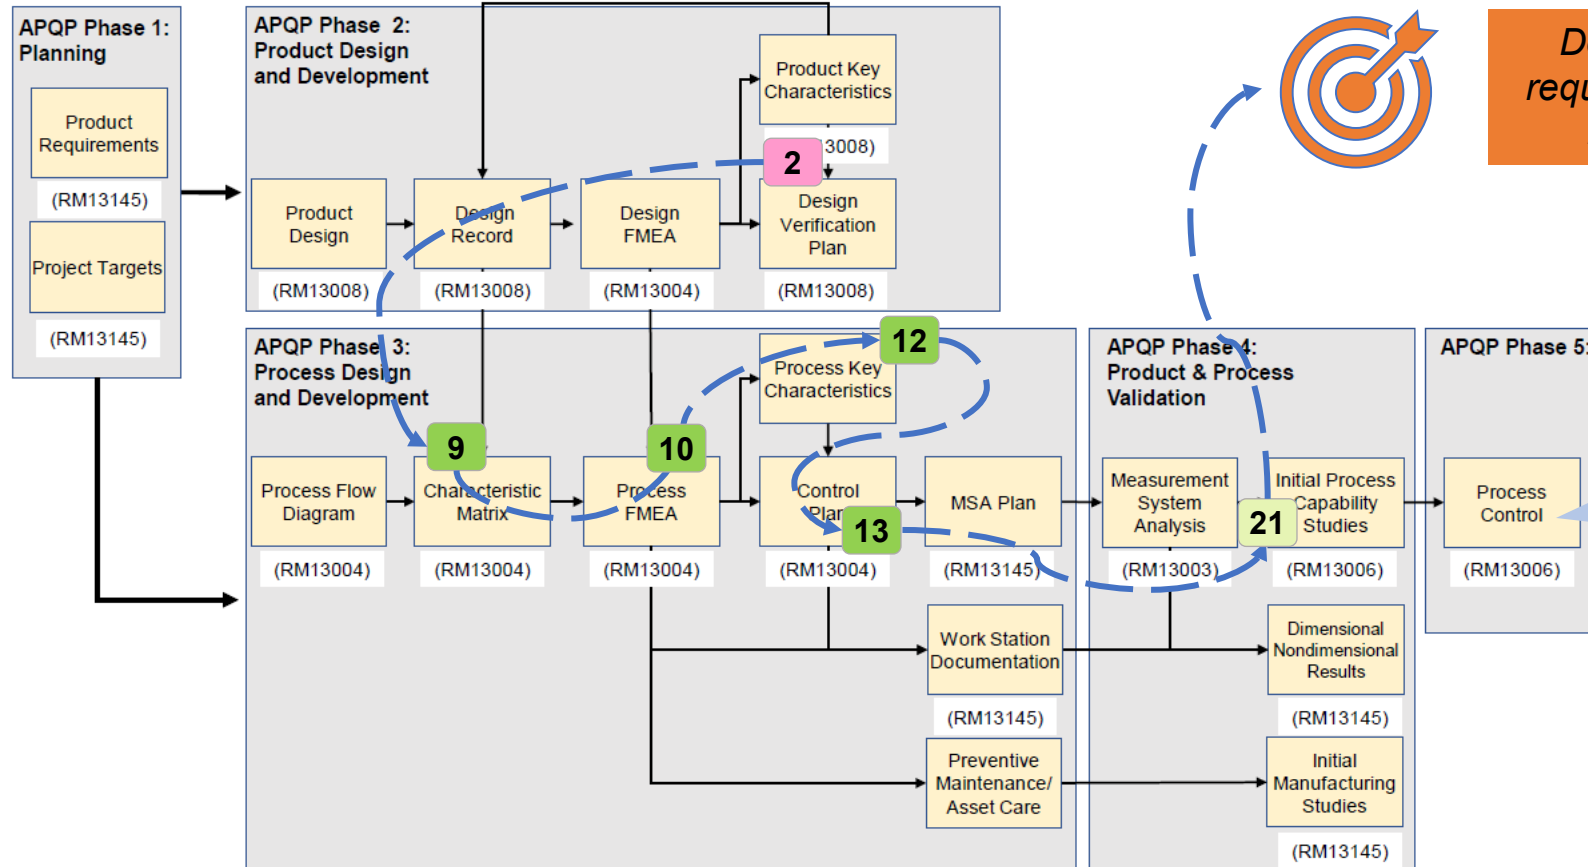 APQP Phase 1:
Planning
Product
Requirements
(RM13145)
Project Targets
(RM13145)
APQP Phase 2:
Product Design
and Development
Product Key
Characteristics
3008)
2
Product
Design
(RM13008)
Design
Record
(RM13008)
Design
FMEA
(RM13004)
Design
Verification
Plan
(RM13008)
APQP Phase 3:
Process Design
and Development
12
Process Key
Characteristics
9
10
Process Flow
Diagram
(RM13004)
Characteristic
Matrix
(RM13004)
Process
FMEA
(RM13004)
Control
Plan
13
(RM13004)
MSA Plan
(RM13145)
Work Station
Documentation
(RM13145)
Preventive
Maintenance/
Asset Care
APQP Phase 4:
Product & Process
Validation
Measurement
System
Analysis
(RM13003)
21
Initial Process
Capability
Studies
(RM13006)
Dimensional
Nondimensional
Results
(RM13145)
Initial
Manufacturing
Studies
(RM13145)
APQP Phase 5:
Process
Control
(RM13006)